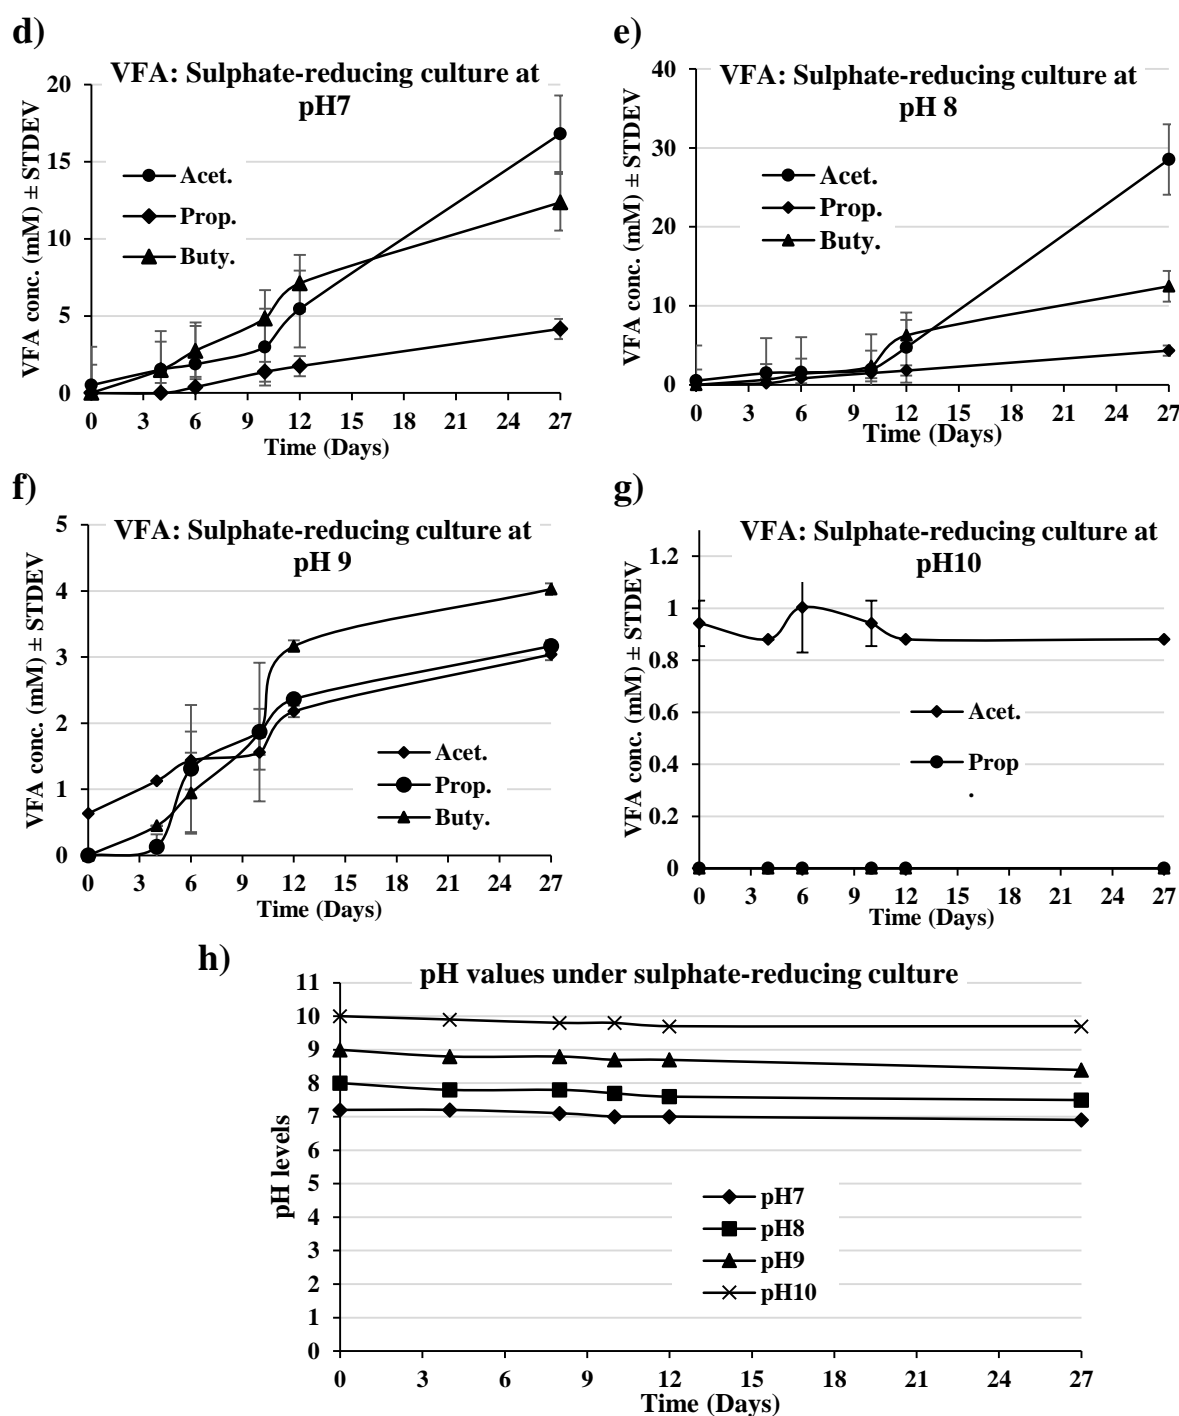 d)
VFA: Sulphate-reducing culture at
pH7
VFA conc. (mM) ± STDEV
20
15
10
5
0
Acet.
Prop.
Buty.
0 3 6 9 12 15 18 21 24 27
Time (Days)
e)
VFA: Sulphate-reducing culture at
pH 8
VFA conc. (mM) ± STDEV
40
30
20
10
0
Acet.
Prop.
Buty.
0 3 6 9 12 15 18 21 24 27
Time (Days)
f)
VFA: Sulphate-reducing culture at
pH 9
VFA conc. (mM) ± STDEV
5
4
3
2
1
0
Acet.
Prop.
Buty.
0 3 6 9 12 15 18 21 24 27
Time (Days)
g)
VFA: Sulphate-reducing culture at
pH10
VFA conc. (mM) ± STDEV
1.2
1
0.8
0.6
0.4
0.2
0
Acet.
Prop
.
0 3 6 9 12 15 18 21 24 27
Time (Days)
h)
pH values under sulphate-reducing culture
pH levels
11
10
9
8
7
6
5
4
3
2
1
0
pH7
pH8
pH9
pH10
0 3 6 9 12 15 18 21 24 27
Time (Days)